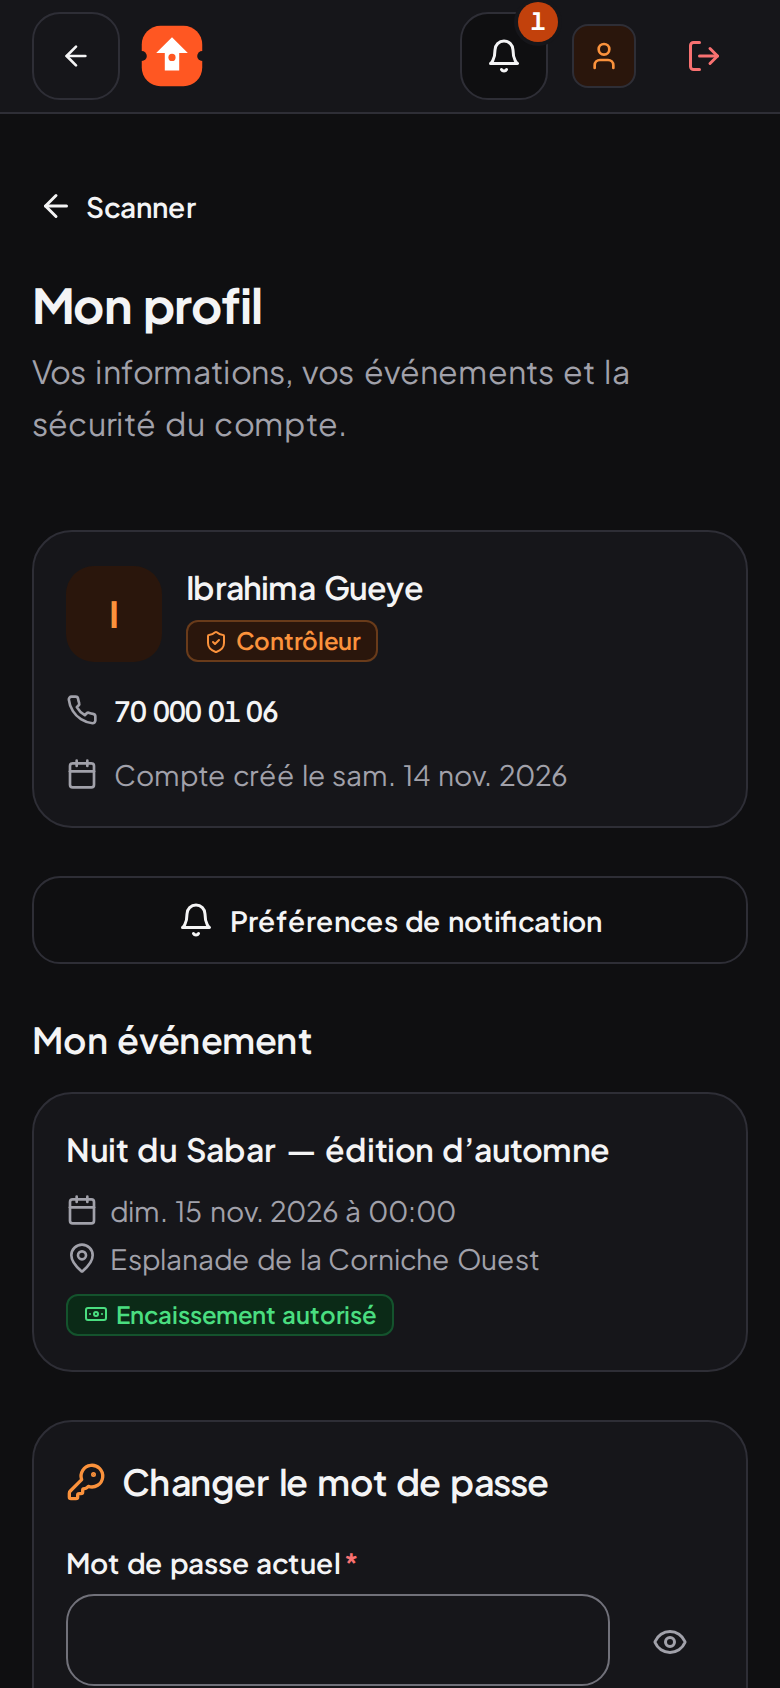 1
Scanner
Mon profil
Vos informations, vos événements et la
sécurité du compte.
I
Ibrahima Gueye
Contrôleur
70 000 01 06
Compte créé le sam. 14 nov. 2026
Préférences de notification
Mon événement
Nuit du Sabar — édition d’automne
dim. 15 nov. 2026 à 00:00
Esplanade de la Corniche Ouest
Encaissement autorisé
Changer le mot de passe
Mot de passe actuel *